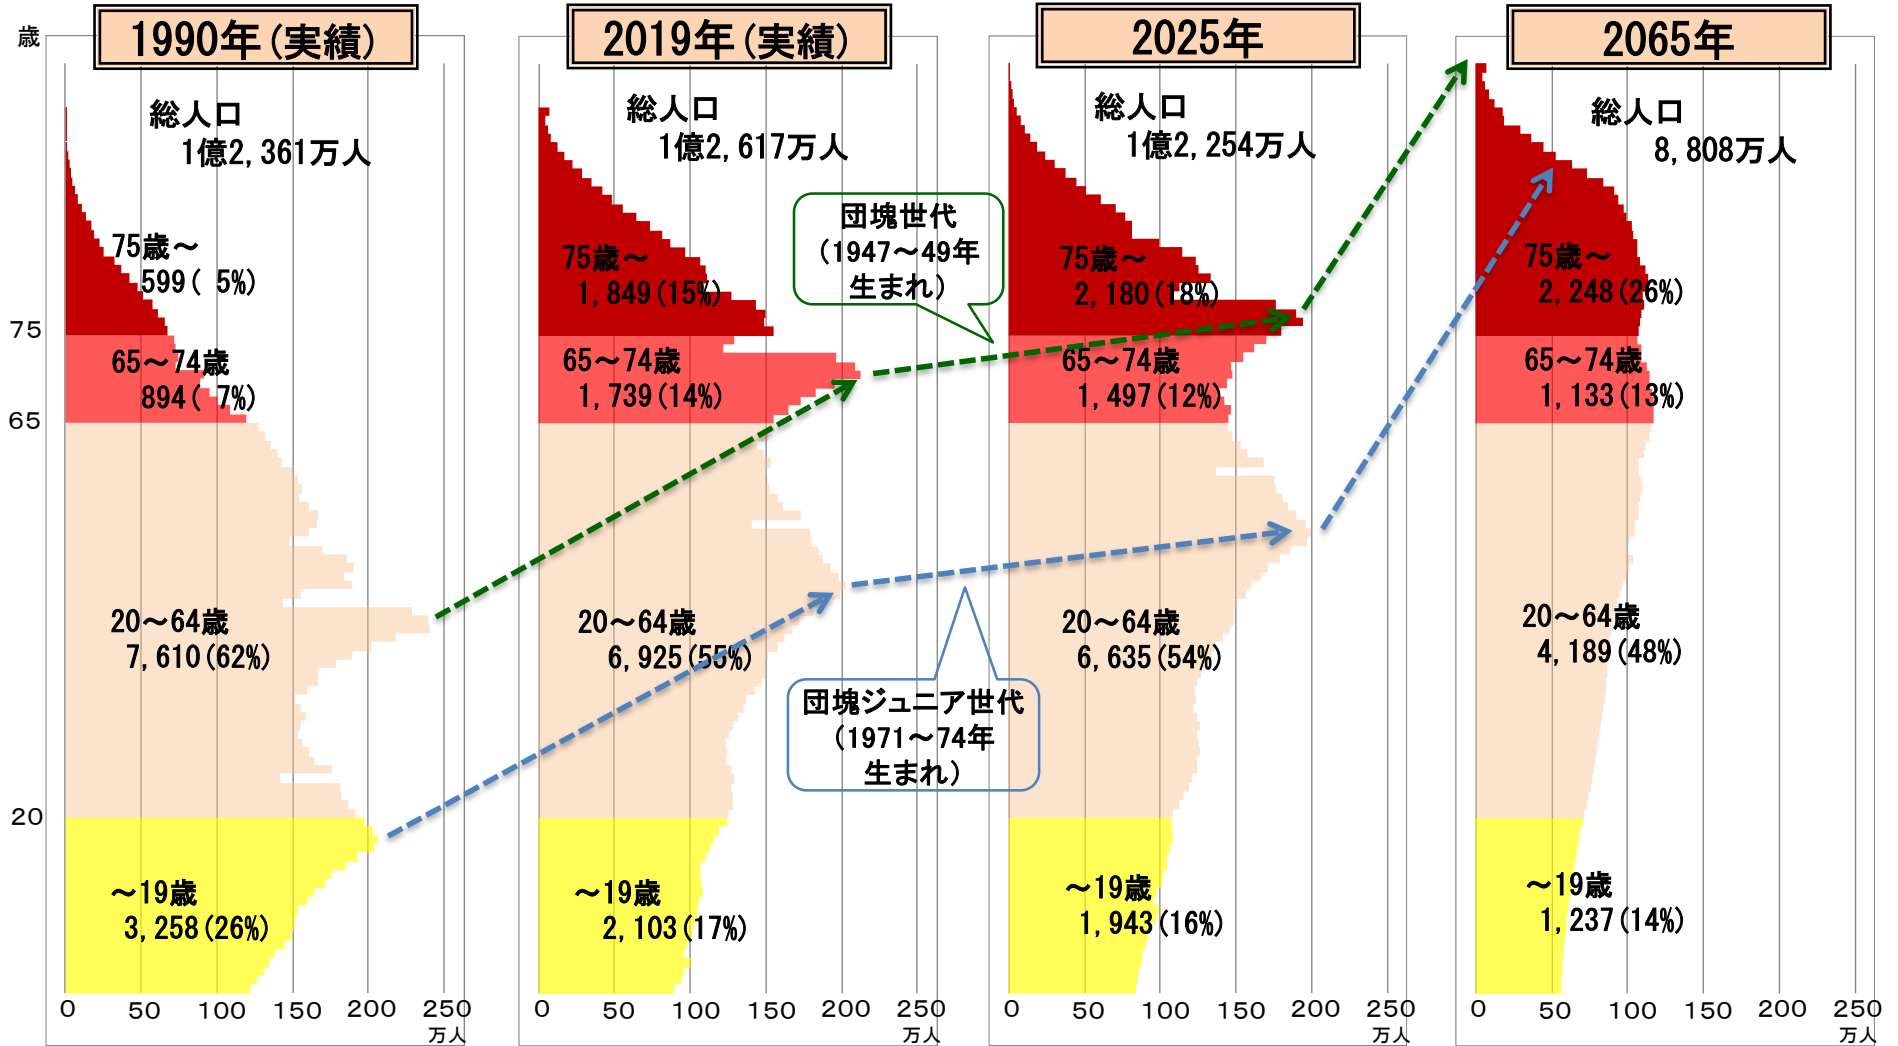 歳
1990年(実績)
総人口
1億2,361万人
75歳～
599( 5%)
75
65～74歳
894( 7%)
65
20～64歳
7,610(62%)
20
～19歳
3,258(26%)
0 50 100 150 200 250
万人
2019年(実績)
総人口
1億2,617万人
75歳～
1,849(15%)
65～74歳
1,739(14%)
20～64歳
6,925(55%)
～19歳
2,103(17%)
0 50 100 150 200 250
万人
団塊世代
(1947～49年
生まれ)
団塊ジュニア世代
(1971～74年
生まれ)
2025年
総人口
1億2,254万人
75歳～
2,180(18%)
65～74歳
1,497(12%)
20～64歳
6,635(54%)
～19歳
1,943(16%)
0 50 100 150 200 250
万人
2065年
総人口
8,808万人
75歳～
2,248(26%)
65～74歳
1,133(13%)
20～64歳
4,189(48%)
～19歳
1,237(14%)
0 50 100 150 200 250
万人